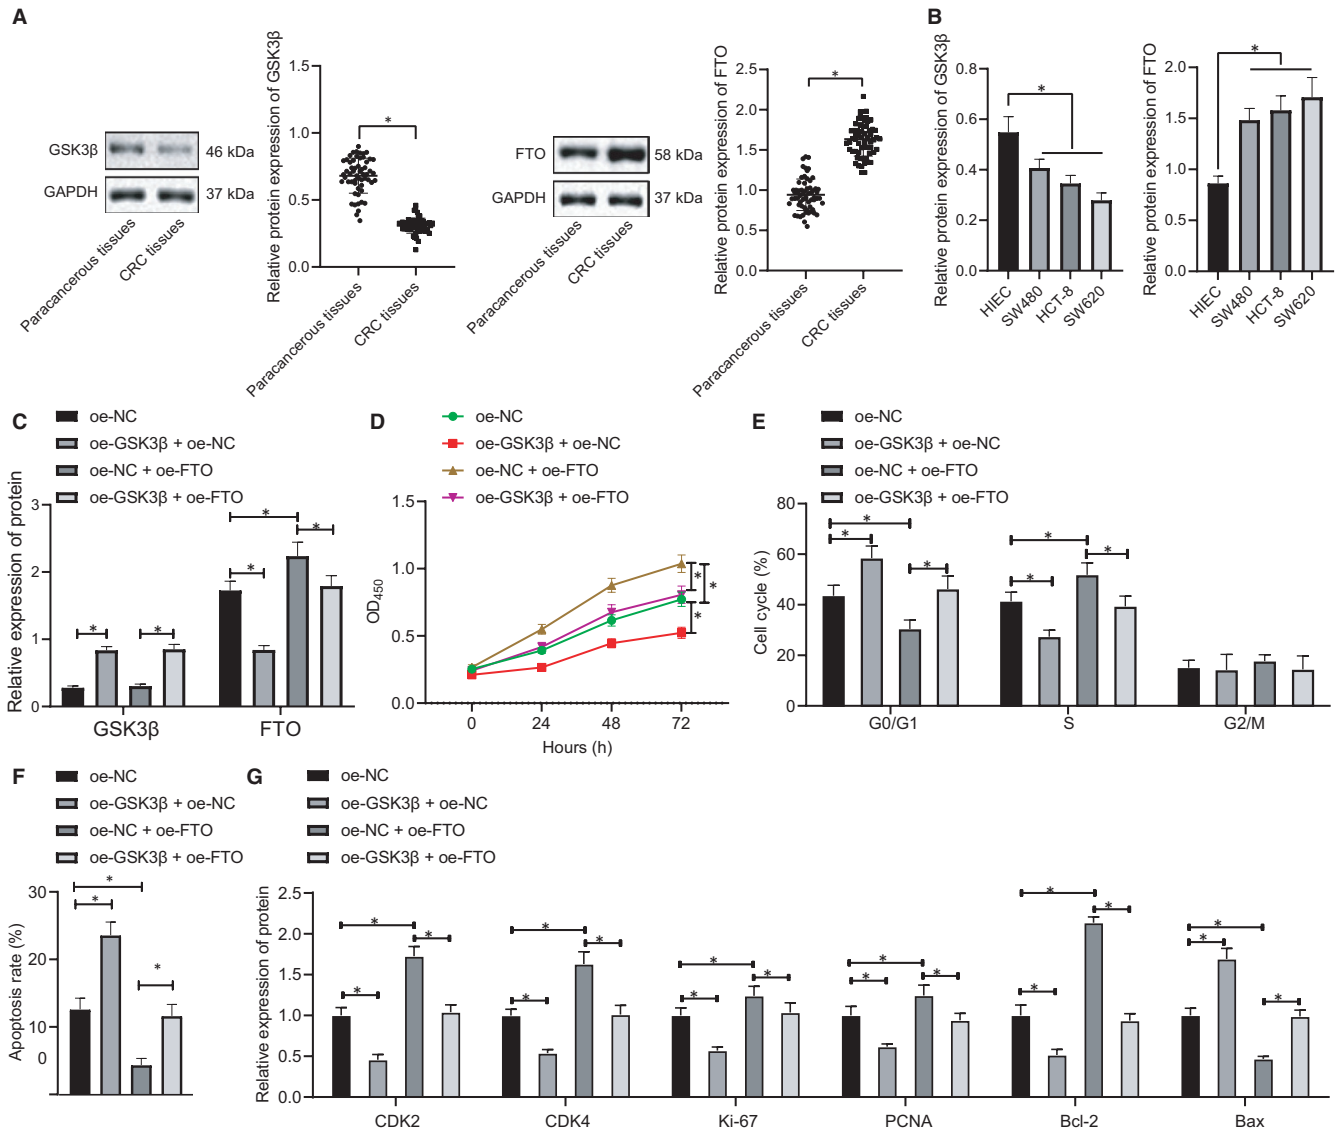 A
B
Relative protein expression of GSK3β
1.5
1.0
0.5
0.0
*
GSK3β
46 kDa
GAPDH
37 kDa
Paracancerous tissues
CRC tissues
Paracancerous tissues
CRC tissues
FTO
58 kDa
GAPDH
37 kDa
Paracancerous tissues
CRC tissues
Relative protein expression of FTO
2.5
2.0
1.5
1.0
0.5
0.0
*
Paracancerous tissues
CRC tissues
Relative protein expression of GSK3β
0.8
0.6
0.4
0.2
0.0
*
HIEC
SW480
HCT-8
SW620
Relative protein expression of FTO
2.0
1.5
1.0
0.5
0.0
*
HIEC
SW480
HCT-8
SW620
C
oe-NC
oe-GSK3β + oe-NC
oe-NC + oe-FTO
oe-GSK3β + oe-FTO
Relative expression of protein
3
2
1
0
* * * * *
GSK3β
FTO
D
oe-NC
oe-GSK3β + oe-NC
oe-NC + oe-FTO
oe-GSK3β + oe-FTO
OD450
1.5
1.0
0.5
0.0
* * *
0 24 48 72
Hours (h)
E
oe-NC
oe-GSK3β + oe-NC
oe-NC + oe-FTO
oe-GSK3β + oe-FTO
Cell cycle (%)
80
60
40
20
0
* * * * * *
G0/G1
S
G2/M
F
oe-NC
oe-GSK3β + oe-NC
oe-NC + oe-FTO
oe-GSK3β + oe-FTO
Apoptosis rate (%)
30
20
10
0
* * *
G
oe-NC
oe-GSK3β + oe-NC
oe-NC + oe-FTO
oe-GSK3β + oe-FTO
Relative expression of protein
2.5
2.0
1.5
1.0
0.5
0.0
* * * * * * * * * * * * * * * * * *
CDK2
CDK4
Ki-67
PCNA
Bcl-2
Bax